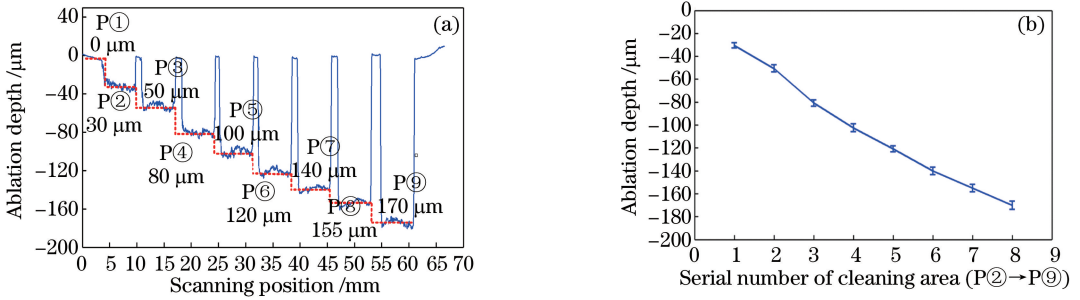 (a)
Ablation depth /μm
40
0
−40
−80
−120
−160
−200
P①
0 μm
P②
30 μm
P③
50 μm
P④
80 μm
P⑤
100 μm
P⑥
120 μm
P⑦
140 μm
P⑧
155 μm
P⑨
170 μm
0 5 10 15 20 25 30 35 40 45 50 55 60 65 70
Scanning position /mm
(b)
Ablation depth /μm
0
−20
−40
−60
−80
−100
−120
−140
−160
−180
−200
1 2 3 4 5 6 7 8 9
Serial number of cleaning area (P②→P⑨)